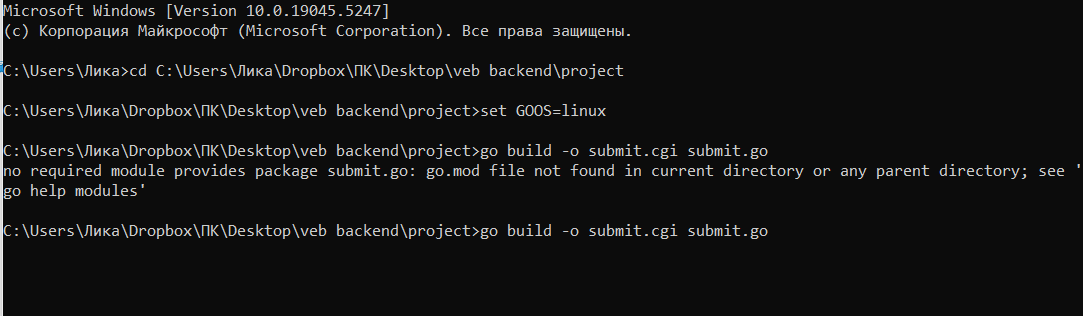 Microsoft Windows [Version 10.0.19045.5247]
(c) Корпорация Майкрософт (Microsoft Corporation). Все права защищены.
C:\Users\Лика>cd C:\Users\Лика\Dropbox\ПК\Desktop\veb backend\project
C:\Users\Лика\Dropbox\ПК\Desktop\veb backend\project>set GOOS=linux
C:\Users\Лика\Dropbox\ПК\Desktop\veb backend\project>go build -o submit.cgi submit.go
no required module provides package submit.go: go.mod file not found in current directory or any parent directory; see '
go help modules'
C:\Users\Лика\Dropbox\ПК\Desktop\veb backend\project>go build -o submit.cgi submit.go